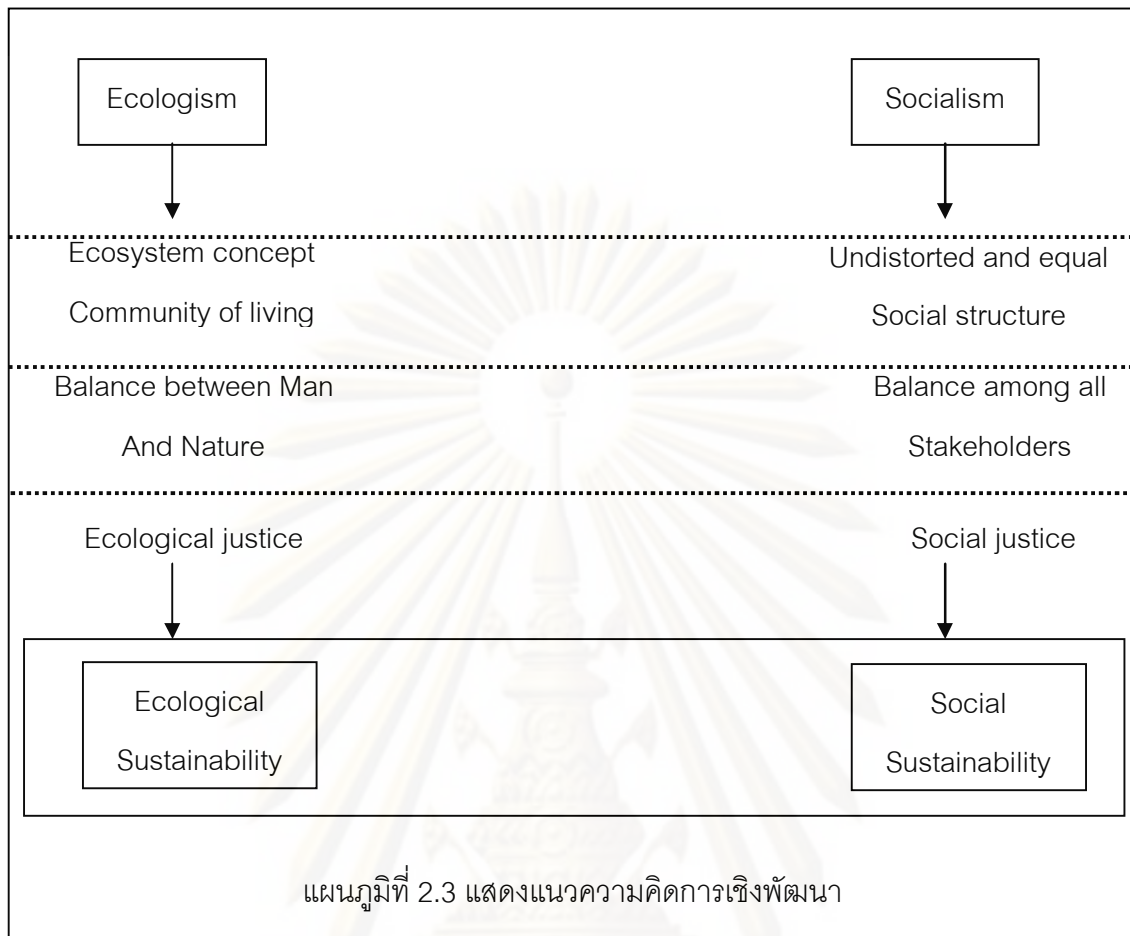 Ecologism
Socialism
Ecosystem concept
Community of living
Undistorted and equal
Social structure
Balance between Man
And Nature
Balance among all
Stakeholders
Ecological justice
Social justice
Ecological
Sustainability
Social
Sustainability
แผนภูมิที่ 2.3 แสดงแนวความคิดการเชิงพัฒนา